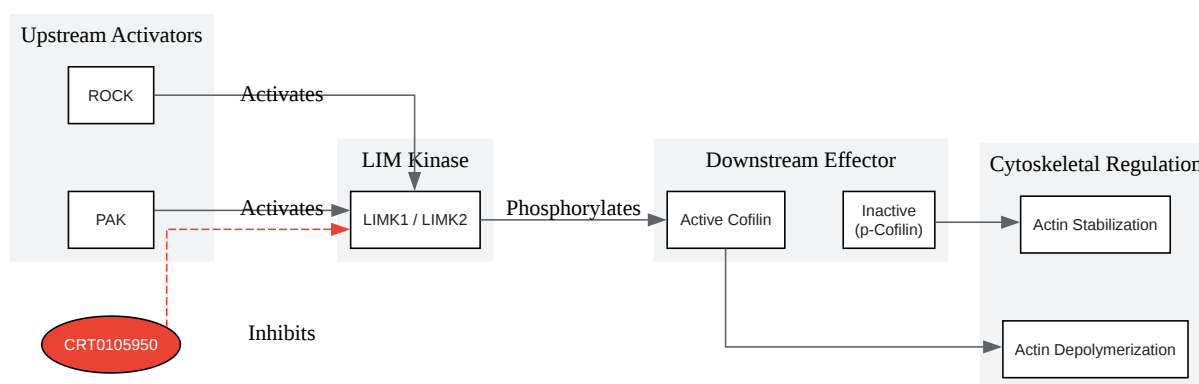 Upstream Activators
ROCK
Activates
LIM Kinase
Downstream Effector
Cytoskeletal Regulation
PAK
Activates
LIMK1 / LIMK2
Phosphorylates
Active Cofilin
Inactive
(p-Cofilin)
Actin Stabilization
CRT0105950
Inhibits
Actin Depolymerization